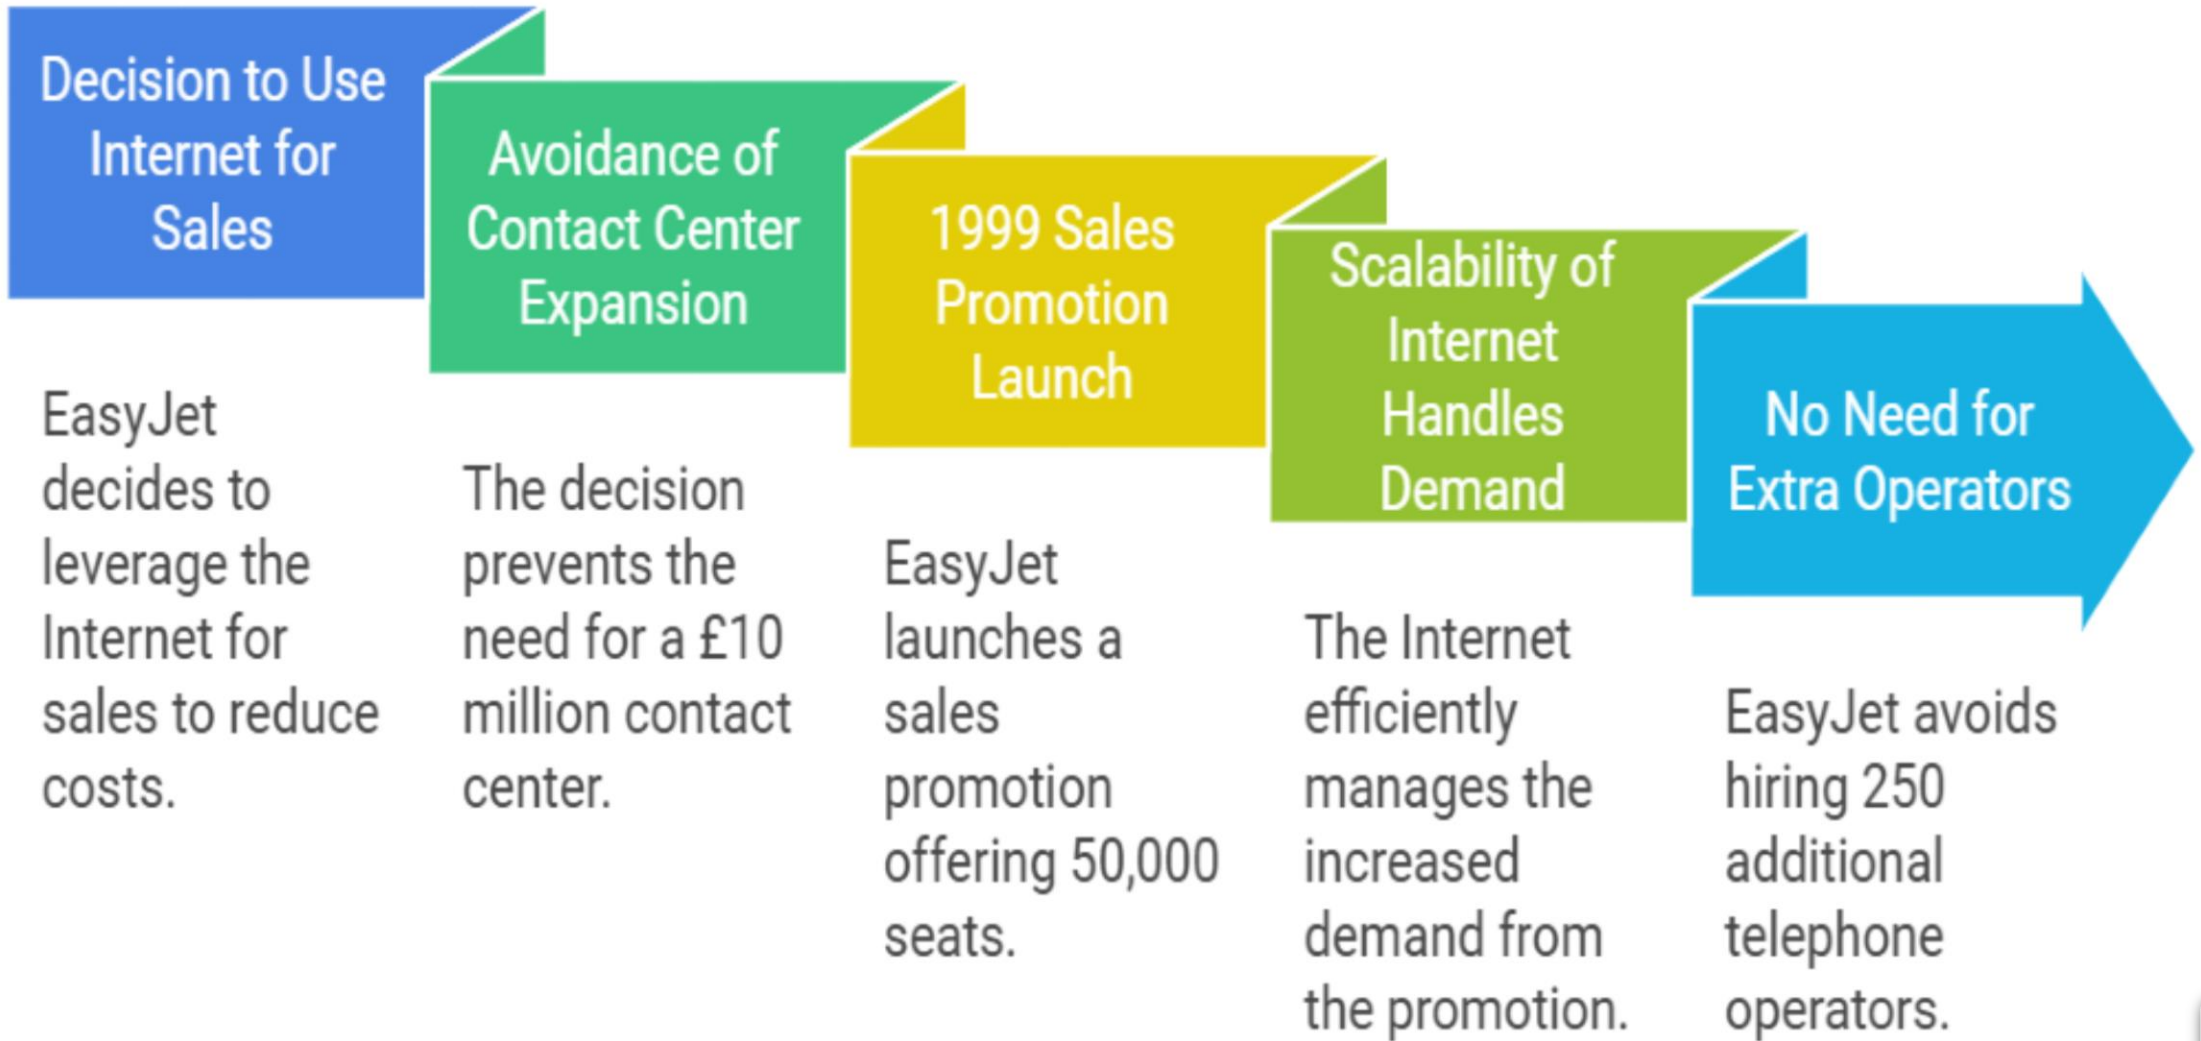 Decision to Use
Internet for
Sales
EasyJet
decides to
leverage the
Internet for
sales to reduce
costs.
Avoidance of
Contact Center
Expansion
The decision
prevents the
need for a £10
million contact
center.
1999 Sales
Promotion
Launch
EasyJet
launches a
sales
promotion
offering 50,000
seats.
Scalability of
Internet
Handles
Demand
The Internet
efficiently
manages the
increased
demand from
the promotion.
No Need for
Extra Operators
EasyJet avoids
hiring 250
additional
telephone
operators.